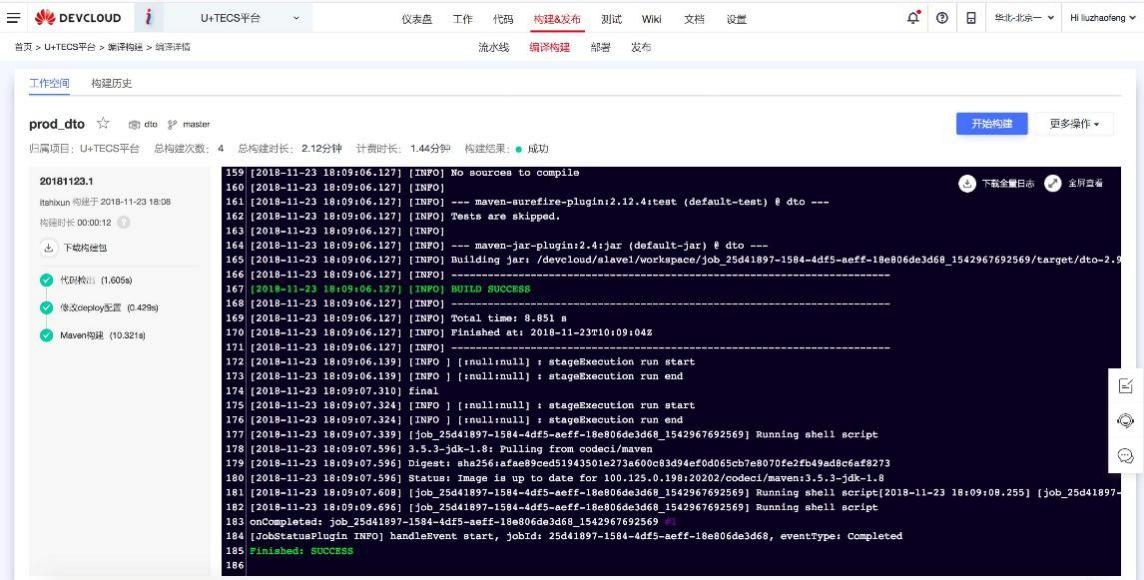 DEVCLOUD U+TECS平台 仪表盘 工作 代码 构建&发布 测试 Wiki 文档 设置 华北-北京一 Hi liuzhaofeng
首页 > U+TECS平台 > 编译构建 > 编译详情 流水线 编译构建 部署 发布
工作空间 构建历史
prod_dto dto master 开始构建 更多操作
归属项目: U+TECS平台 总构建次数: 4 总构建时长: 2.12分钟 计费时长: 1.44分钟 构建结果: 成功
20181123.1
itshixun 构建于 2018-11-23 18:08
构建时长 00:00:12 ?
下载构建包
代码检出 (1.605s)
修改deploy配置 (0.429s)
Maven构建 (10.321s)
下载全量日志 全屏查看
159 [2018-11-23 18:09:06.127] [INFO] No sources to compile
160 [2018-11-23 18:09:06.127] [INFO]
161 [2018-11-23 18:09:06.127] [INFO] --- maven-surefire-plugin:2.12.4:test (default-test) @ dto ---
162 [2018-11-23 18:09:06.127] [INFO] Tests are skipped.
163 [2018-11-23 18:09:06.127] [INFO]
164 [2018-11-23 18:09:06.127] [INFO] --- maven-jar-plugin:2.4:jar (default-jar) @ dto ---
165 [2018-11-23 18:09:06.127] [INFO] Building jar: /devcloud/slave1/workspace/job_25d41897-1584-4df5-aeff-18e806de3d68_1542967692569/target/dto-2.9
166 [2018-11-23 18:09:06.127] [INFO] ------------------------------------------------------------------------
167 [2018-11-23 18:09:06.127] [INFO] BUILD SUCCESS
168 [2018-11-23 18:09:06.127] [INFO] ------------------------------------------------------------------------
169 [2018-11-23 18:09:06.127] [INFO] Total time: 8.851 s
170 [2018-11-23 18:09:06.127] [INFO] Finished at: 2018-11-23T10:09:04Z
171 [2018-11-23 18:09:06.127] [INFO] ------------------------------------------------------------------------
172 [2018-11-23 18:09:06.139] [INFO ] [:null:null] : stageExecution run start
173 [2018-11-23 18:09:06.139] [INFO ] [:null:null] : stageExecution run end
174 [2018-11-23 18:09:07.310] final
175 [2018-11-23 18:09:07.324] [INFO ] [:null:null] : stageExecution run start
176 [2018-11-23 18:09:07.324] [INFO ] [:null:null] : stageExecution run end
177 [2018-11-23 18:09:07.339] [job_25d41897-1584-4df5-aeff-18e806de3d68_1542967692569] Running shell script
178 [2018-11-23 18:09:07.596] 3.5.3-jdk-1.8: Pulling from codeci/maven
179 [2018-11-23 18:09:07.596] Digest: sha256:afae89ced51943501e273a600c83d94ef0d065cb7e8070fe2fb49ad8c6af8273
180 [2018-11-23 18:09:07.596] Status: Image is up to date for 100.125.0.198:20202/codeci/maven:3.5.3-jdk-1.8
181 [2018-11-23 18:09:07.608] [job_25d41897-1584-4df5-aeff-18e806de3d68_1542967692569] Running shell script[2018-11-23 18:09:08.255] [job_25d41897-
182 [2018-11-23 18:09:09.696] [job_25d41897-1584-4df5-aeff-18e806de3d68_1542967692569] Running shell script
183 onCompleted: job_25d41897-1584-4df5-aeff-18e806de3d68_1542967692569 #1
184 [JobStatusPlugin INFO] handleEvent start, jobId: 25d41897-1584-4df5-aeff-18e806de3d68, eventType: Completed
185 Finished: SUCCESS
186